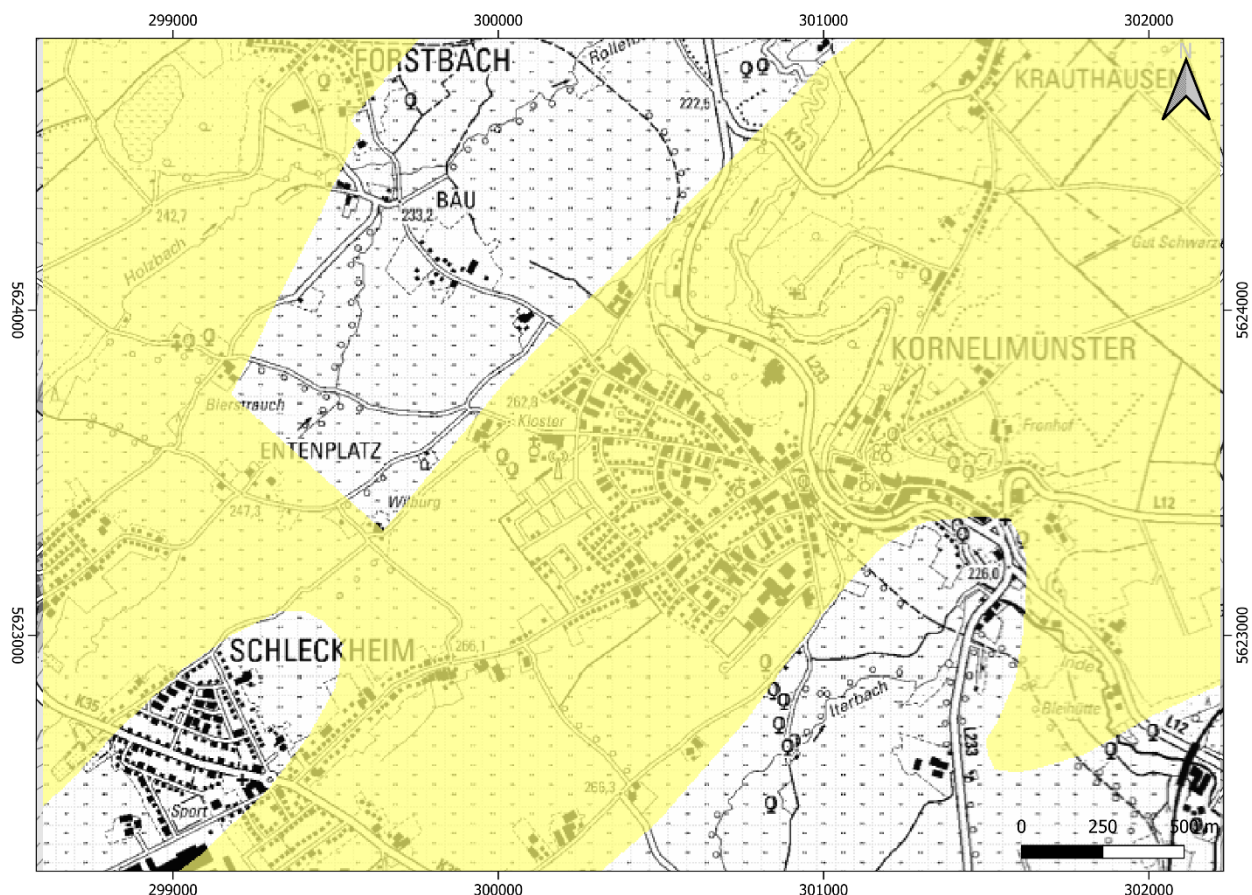 299000 300000 301000 302000
FORSTBACH
N
KRAUTHAUSEN
222,5
K13
BAU
242,7
233,2
Holzbach
Gut Schwarz
5624000
5624000
L233
KORNELIMÜNSTER
Bierstrauch
262,8
Kloster
Fronhof
ENTENPLATZ
Wilburg
247,3
L12
226,0
5623000
5623000
SCHLECKHEIM
266,1
Inde
K35
Iterbach
Bleihütte
L12
L233
266,3
Sport
0 250 500 m
299000 300000 301000 302000